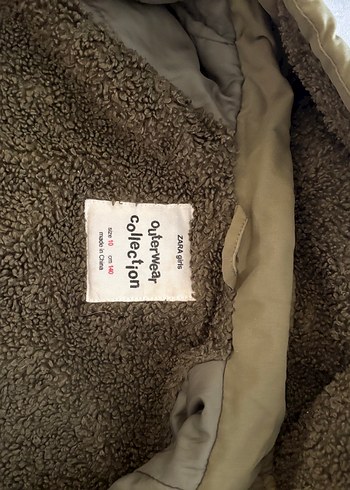 ZARA girls
outerwear
collection
size 10 cm 140
made in China